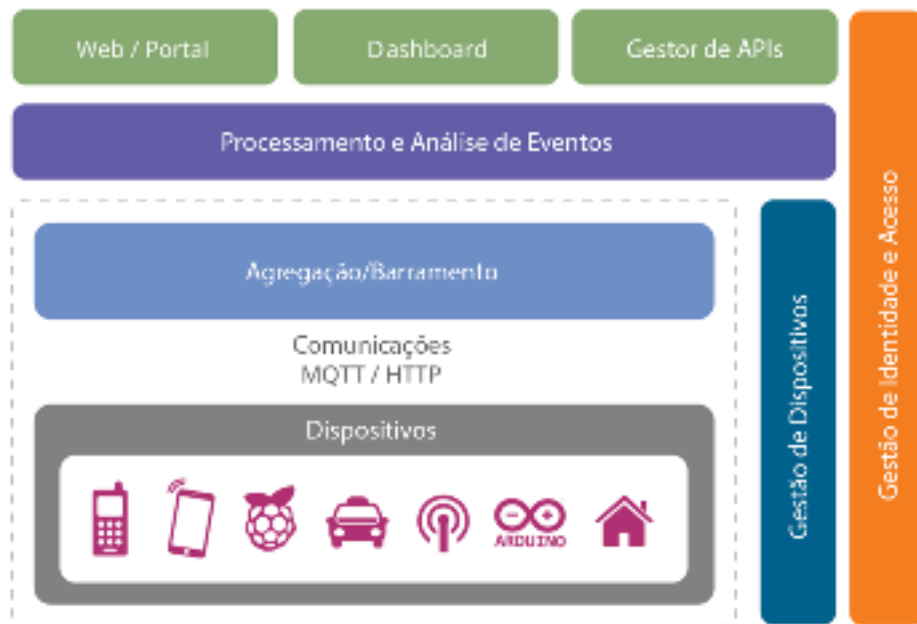 Web / Portal
Dashboard
Gestor de APIs
Processamento e Análise de Eventos
Agregação/Barramento
Comunicações
MQTT / HTTP
Dispositivos
ARDUINO
Gestão de Dispositivos
Gestão de Identidade e Acesso